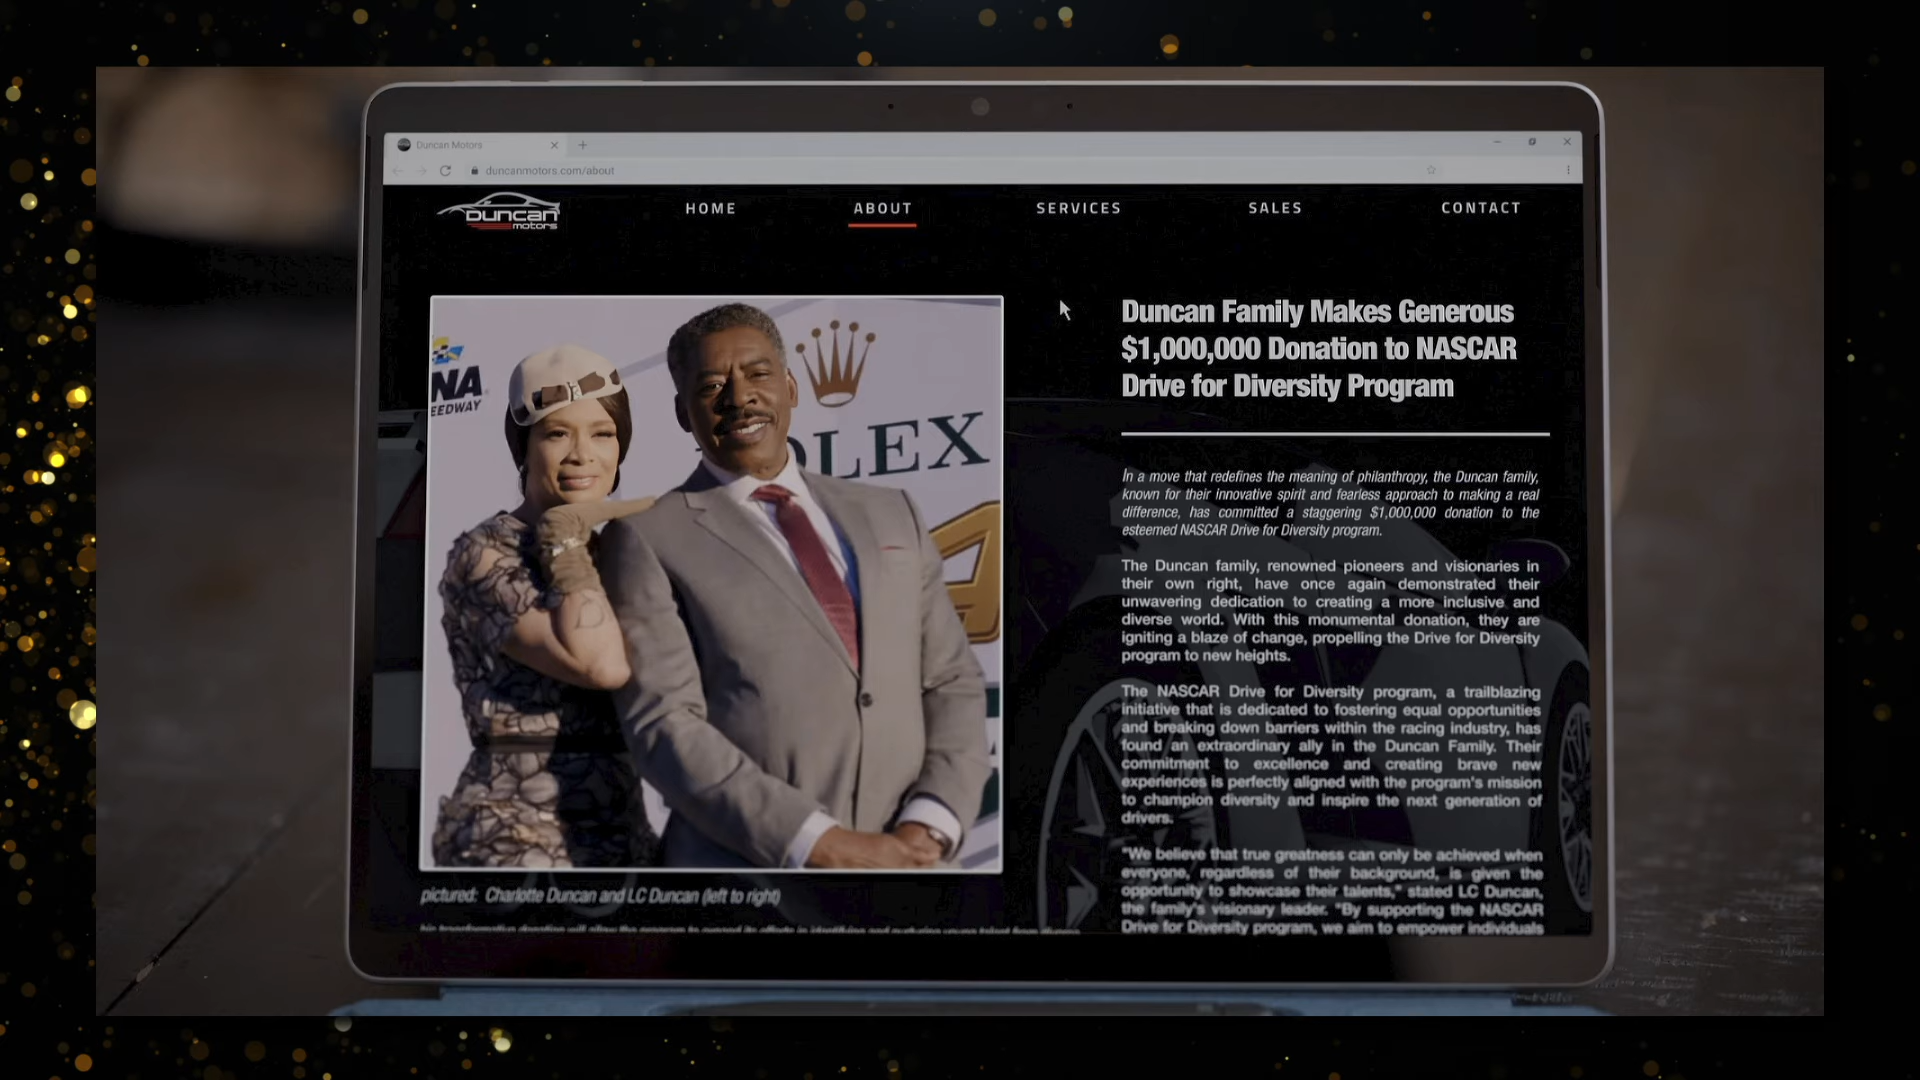 Duncan Motors
duncanmotors.com/about
Duncan
motors
HOME
ABOUT
SERVICES
SALES
CONTACT
NA
EEDWAY
OLEX
Duncan Family Makes Generous
$1,000,000 Donation to NASCAR
Drive for Diversity Program
In a move that redefines the meaning of philanthropy, the Duncan family,
known for their innovative spirit and fearless approach to making a real
difference, has committed a staggering $1,000,000 donation to the
esteemed NASCAR Drive for Diversity program.
The Duncan family, renowned pioneers and visionaries in
their own right, have once again demonstrated their
unwavering dedication to creating a more inclusive and
diverse world. With this monumental donation, they are
igniting a blaze of change, propelling the Drive for Diversity
program to new heights.
The NASCAR Drive for Diversity program, a trailblazing
initiative that is dedicated to fostering equal opportunities
and breaking down barriers within the racing industry, has
found an extraordinary ally in the Duncan Family. Their
commitment to excellence and creating brave new
experiences is perfectly aligned with the program's mission
to champion diversity and inspire the next generation of
drivers.
"We believe that true greatness can only be achieved when
everyone, regardless of their background, is given the
opportunity to showcase their talents," stated LC Duncan,
the family's visionary leader. "By supporting the NASCAR
Drive for Diversity program, we aim to empower individuals
pictured: Charlotte Duncan and LC Duncan (left to right)